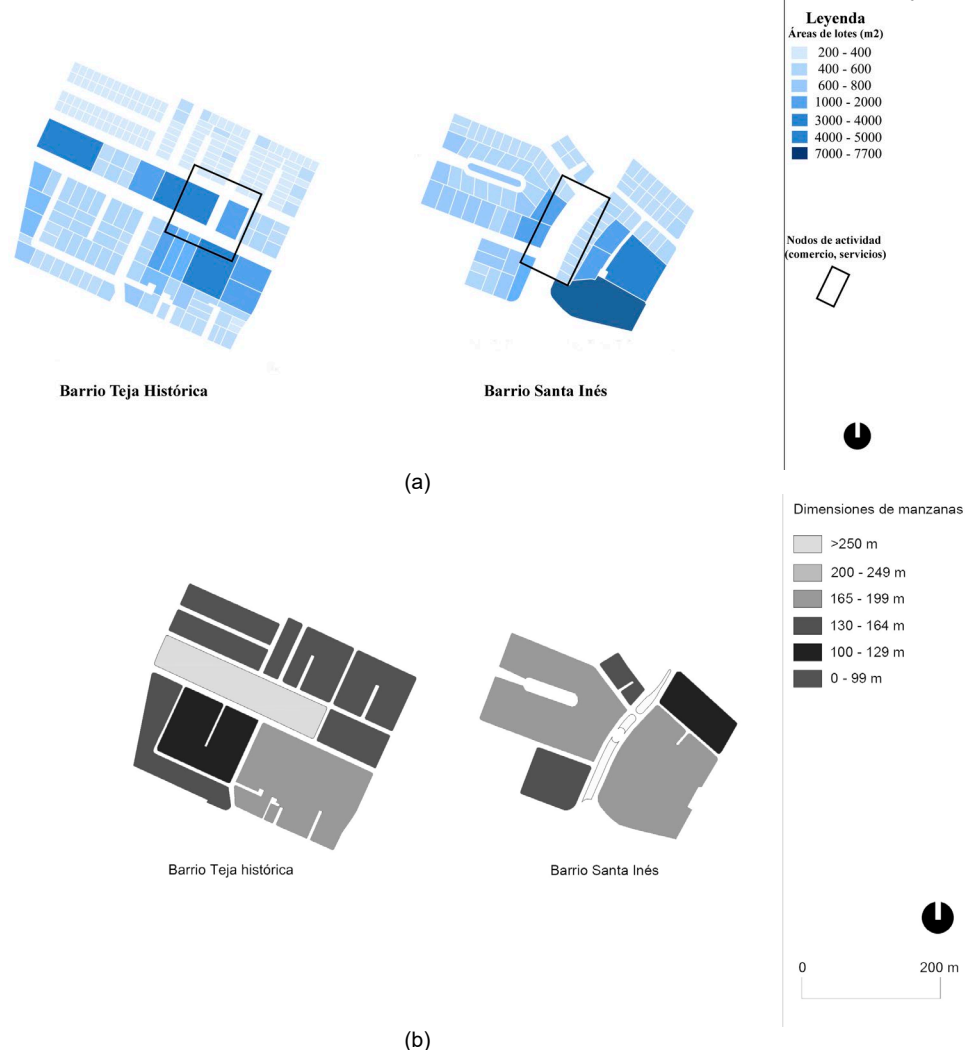 Leyenda
Áreas de lotes (m2)
200 - 400
400 - 600
600 - 800
1000 - 2000
3000 - 4000
4000 - 5000
7000 - 7700
Nodos de actividad
(comercio, servicios)
Barrio Teja Histórica
Barrio Santa Inés
(a)
Dimensiones de manzanas
>250 m
200 - 249 m
165 - 199 m
130 - 164 m
100 - 129 m
0 - 99 m
Barrio Teja histórica
Barrio Santa Inés
0
200 m
(b)